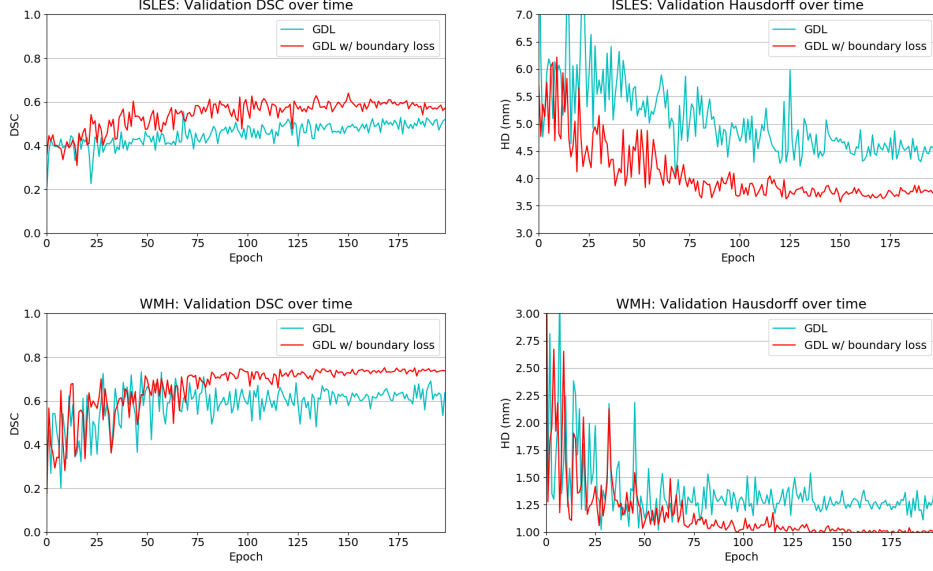 ISLES: Validation DSC over time
1.0
0.8
0.6
0.4
0.2
0.0
DSC
0 25 50 75 100 125 150 175
Epoch
GDL
GDL w/ boundary loss
ISLES: Validation Hausdorff over time
7.0
6.5
6.0
5.5
5.0
4.5
4.0
3.5
3.0
HD (mm)
0 25 50 75 100 125 150 175
Epoch
GDL
GDL w/ boundary loss
WMH: Validation DSC over time
1.0
0.8
0.6
0.4
0.2
0.0
DSC
0 25 50 75 100 125 150 175
Epoch
GDL
GDL w/ boundary loss
WMH: Validation Hausdorff over time
3.00
2.75
2.50
2.25
2.00
1.75
1.50
1.25
1.00
HD (mm)
0 25 50 75 100 125 150 175
Epoch
GDL
GDL w/ boundary loss